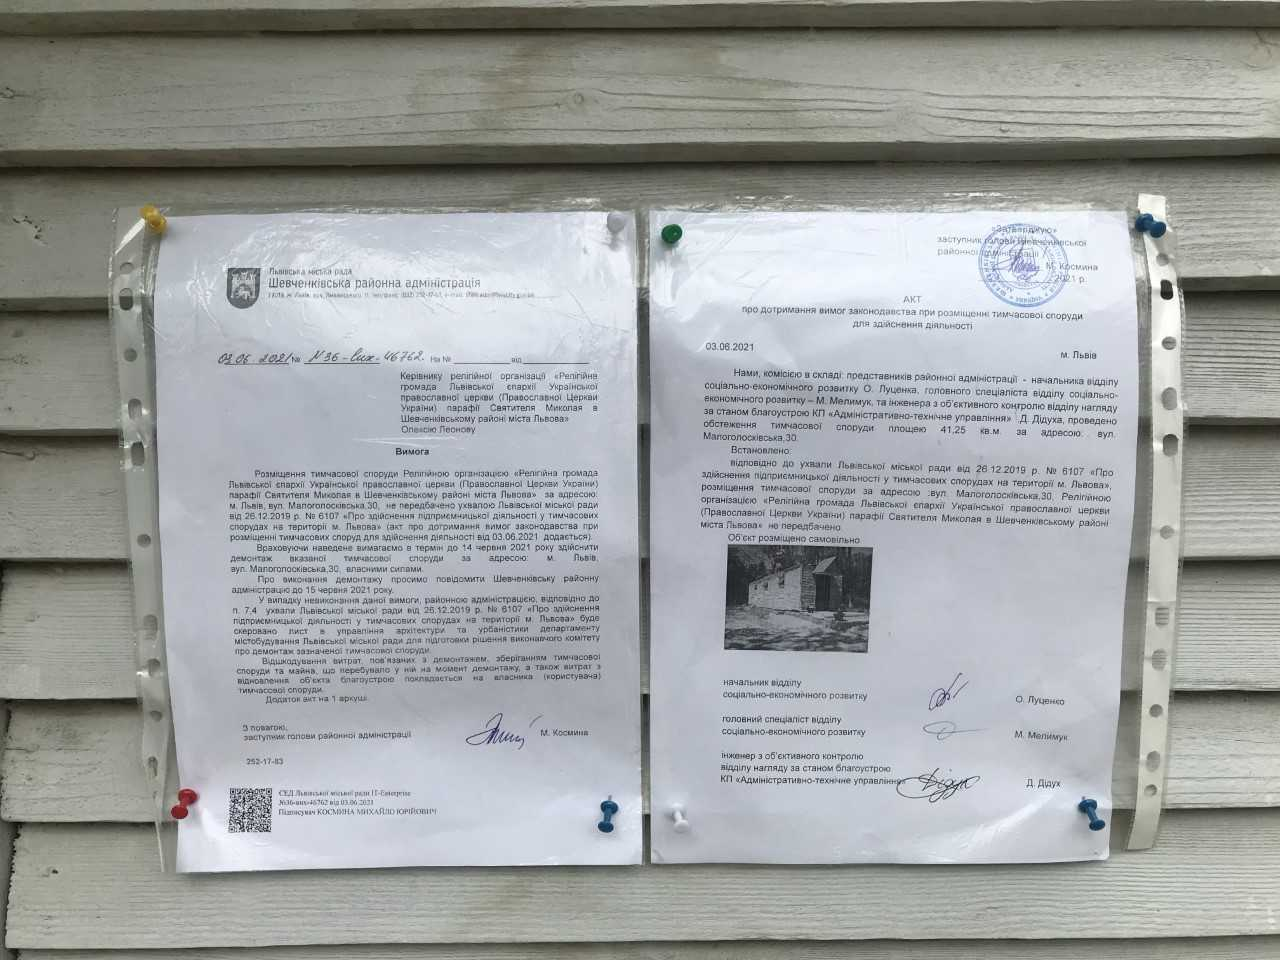 Львівська міська рада
Шевченківська районна адміністрація
03.06.2021 № N36-вих-46762. На № від
Керівнику релігійної організації «Релігійна
громада Львівської єпархії Української
православної церкви (Православної Церкви
України) парафії Святителя Миколая в
Шевченківському районі міста Львова»
Олексію Леонову
Вимога
Розміщення тимчасової споруди Релігійною організацією «Релігійна громада
Львівської єпархії Української православної церкви (Православної Церкви України)
парафії Святителя Миколая в Шевченківському районі міста Львова» за адресою:
м. Львів, вул. Малоголосківська,30, не передбачено ухвалою Львівської міської ради
від 26.12.2019 р. № 6107 «Про здійснення підприємницької діяльності у тимчасових
спорудах на території м. Львова» (акт про дотримання вимог законодавства при
розміщенні тимчасових споруд для здійснення діяльності від 03.06.2021 додається).
Враховуючи наведене вимагаємо в термін до 14 червня 2021 року здійснити
демонтаж вказаної тимчасової споруди за адресою: м. Львів,
вул. Малоголосківська,30, власними силами.
Про виконання демонтажу просимо повідомити Шевченківську районну
адміністрацію до 15 червня 2021 року.
У випадку невиконання даної вимоги, районною адміністрацією, відповідно до
п. 7.4 ухвали Львівської міської ради від 26.12.2019 р. № 6107 «Про здійснення
підприємницької діяльності у тимчасових спорудах на території м. Львова» буде
скеровано лист в управління архітектури та урбаністики департаменту
містобудування Львівської міської ради для підготовки рішення виконавчого комітету
про демонтаж зазначеної тимчасової споруди.
Відшкодування витрат, пов'язаних з демонтажем, зберіганням тимчасової
споруди та майна, що перебувало у ній на момент демонтажу, а також витрат з
відновлення об'єкта благоустрою покладається на власника (користувача)
тимчасової споруди.
Додаток акт на 1 аркуші.
З повагою,
заступник голови районної адміністрації М. Космина
252-17-83
СЕД Львівської міської ради IT-Enterprise
№36-вих-46762 від 03.06.2021
Підписувач КОСМИНА МИХАЙЛО ЮРІЙОВИЧ
«Затверджую»
заступник голови Шевченківської
районної адміністрації
М. Космина
2021 р.
АКТ
про дотримання вимог законодавства при розміщенні тимчасової споруди
для здійснення діяльності
03.06.2021
м. Львів
Нами, комісією в складі: представників районної адміністрації - начальника відділу
соціально-економічного розвитку О. Луценка, головного спеціаліста відділу соціально-
економічного розвитку – М. Мелимук, та інженера з об'єктивного контролю відділу нагляду
за станом благоустрою КП «Адміністративно-технічне управління» Д. Дідуха, проведено
обстеження тимчасової споруди площею 41,25 кв.м. за адресою: вул.
Малоголосківська,30.
Встановлено:
відповідно до ухвали Львівської міської ради від 26.12.2019 р. № 6107 «Про
здійснення підприємницької діяльності у тимчасових спорудах на території м. Львова»,
розміщення тимчасової споруди за адресою :вул. Малоголосківська,30, Релігійною
організацією «Релігійна громада Львівської єпархії Української православної церкви
(Православної Церкви України) парафії Святителя Миколая в Шевченківському районі
міста Львова» не передбачено.
Об'єкт розміщено самовільно
начальник відділу
соціально-економічного розвитку О. Луценко
головний спеціаліст відділу
соціально-економічного розвитку М. Мелимук
інженер з об'єктивного контролю
відділу нагляду за станом благоустрою
КП «Адміністративно-технічне управління» Дідух Д. Дідух